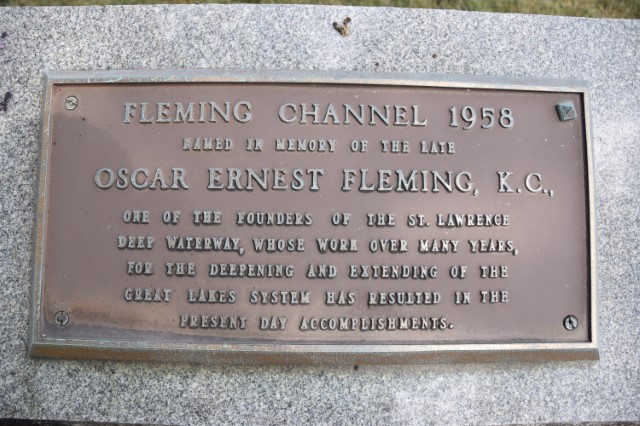 FLEMING CHANNEL 1958
NAMED IN MEMORY OF THE LATE
OSCAR ERNEST FLEMING, K.C.,
ONE OF THE FOUNDERS OF THE ST. LAWRENCE
DEEP WATERWAY, WHOSE WORK OVER MANY YEARS,
FOR THE DEEPENING AND EXTENDING OF THE
GREAT LAKES SYSTEM HAS RESULTED IN THE
PRESENT DAY ACCOMPLISHMENTS.